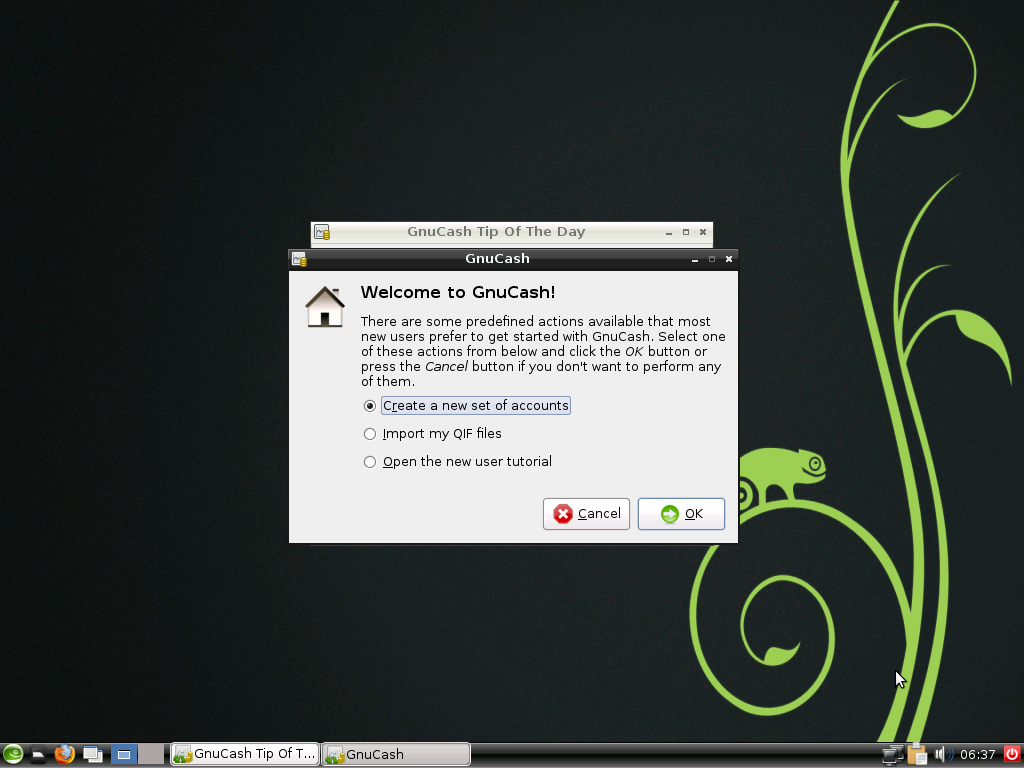 GnuCash Tip Of The Day
GnuCash
Welcome to GnuCash!
There are some predefined actions available that most
new users prefer to get started with GnuCash. Select one
of these actions from below and click the OK button or
press the Cancel button if you don't want to perform any
of them.
Create a new set of accounts
Import my QIF files
Open the new user tutorial
Cancel
OK
GnuCash Tip Of T...
GnuCash
06:37